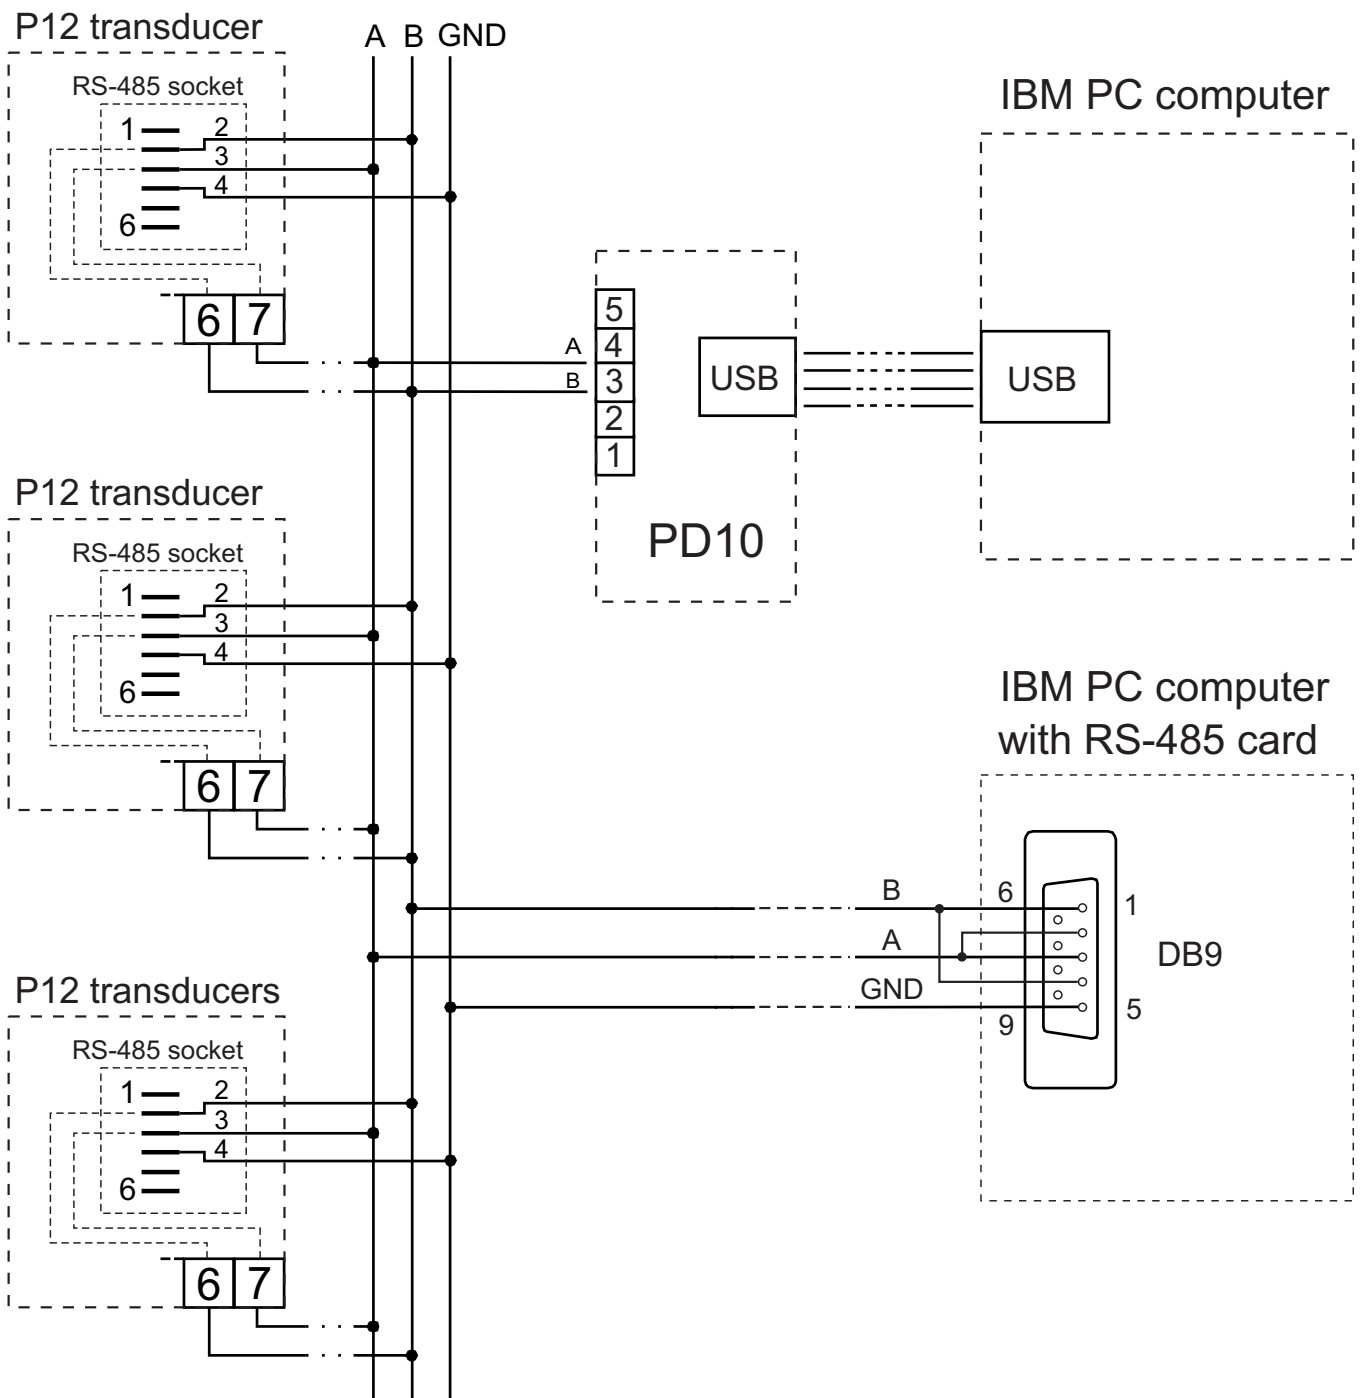 P12 transducer
A B GND
RS-485 socket
1
2
3
4
6
6 7
IBM PC computer
5
4
3
2
1
A
B
USB
USB
PD10
P12 transducer
RS-485 socket
1
2
3
4
6
6 7
IBM PC computer
with RS-485 card
B
A
GND
6
9
1
5
DB9
P12 transducers
RS-485 socket
1
2
3
4
6
6 7